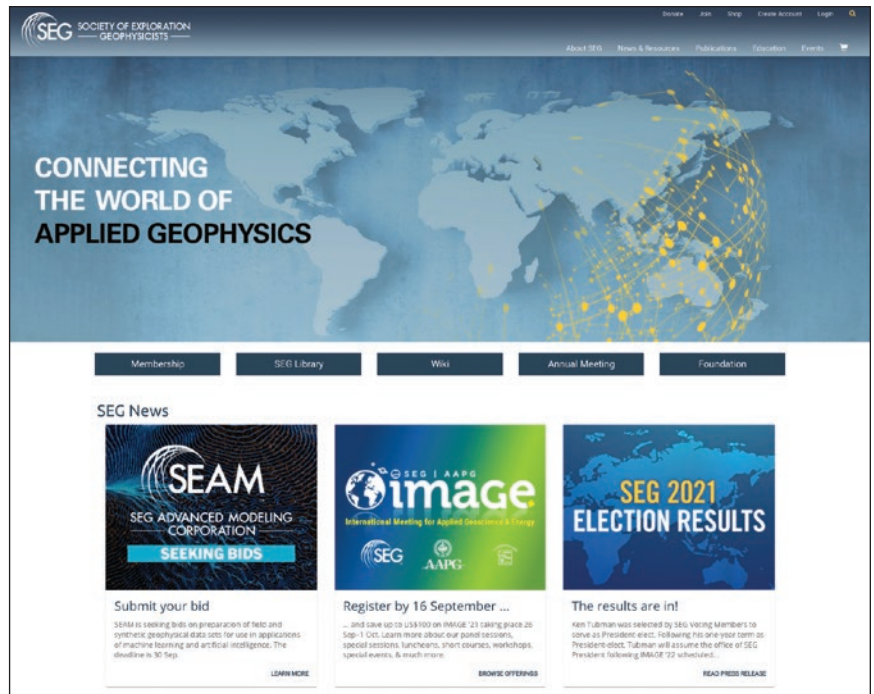 Donate Join Shop Create Account Login
SEG SOCIETY OF EXPLORATION
GEOPHYSICISTS
About SEG News & Resources Publications Education Events
CONNECTING
THE WORLD OF
APPLIED GEOPHYSICS
Membership SEG Library Wiki Annual Meeting Foundation
SEG News
SEAM
SEG ADVANCED MODELING
CORPORATION
SEEKING BIDS
SEG | AAPG
image
International Meeting for Applied Geoscience & Energy
SEG AAPG
SEG 2021
ELECTION RESULTS
Submit your bid
SEAM is seeking bids on preparation of field and
synthetic geophysical data sets for use in applications
of machine learning and artificial intelligence. The
deadline is 30 Sep.
LEARN MORE
Register by 16 September ...
... and save up to US$100 on IMAGE '21 taking place 26
Sep–1 Oct. Learn more about our panel sessions,
special sessions, luncheons, short courses, workshops,
special events, & much more.
BROWSE OFFERINGS
The results are in!
Ken Tubman was selected by SEG Voting Members to
serve as President-elect. Following his one-year term as
President-elect, Tubman will assume the office of SEG
President following IMAGE '22 scheduled...
READ PRESS RELEASE